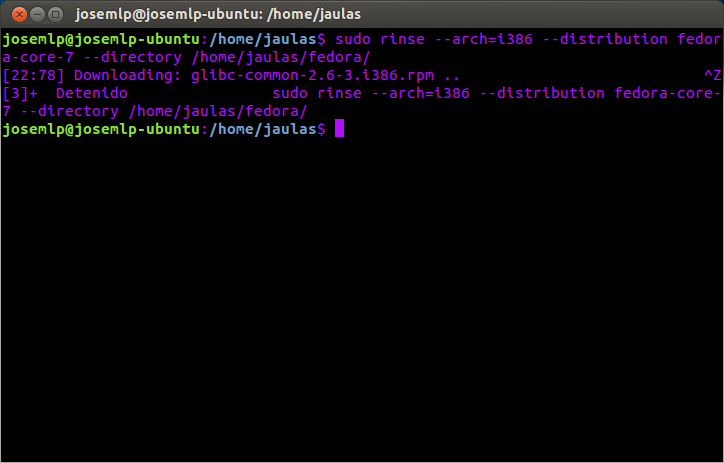 josemlp@josemlp-ubuntu: /home/jaulas
josemlp@josemlp-ubuntu:/home/jaulas$ sudo rinse --arch=i386 --distribution fedor
a-core-7 --directory /home/jaulas/fedora/
[22:78] Downloading: glibc-common-2.6-3.i386.rpm .. ^Z
[3]+  Detenido                sudo rinse --arch=i386 --distribution fedora-core-
7 --directory /home/jaulas/fedora/
josemlp@josemlp-ubuntu:/home/jaulas$